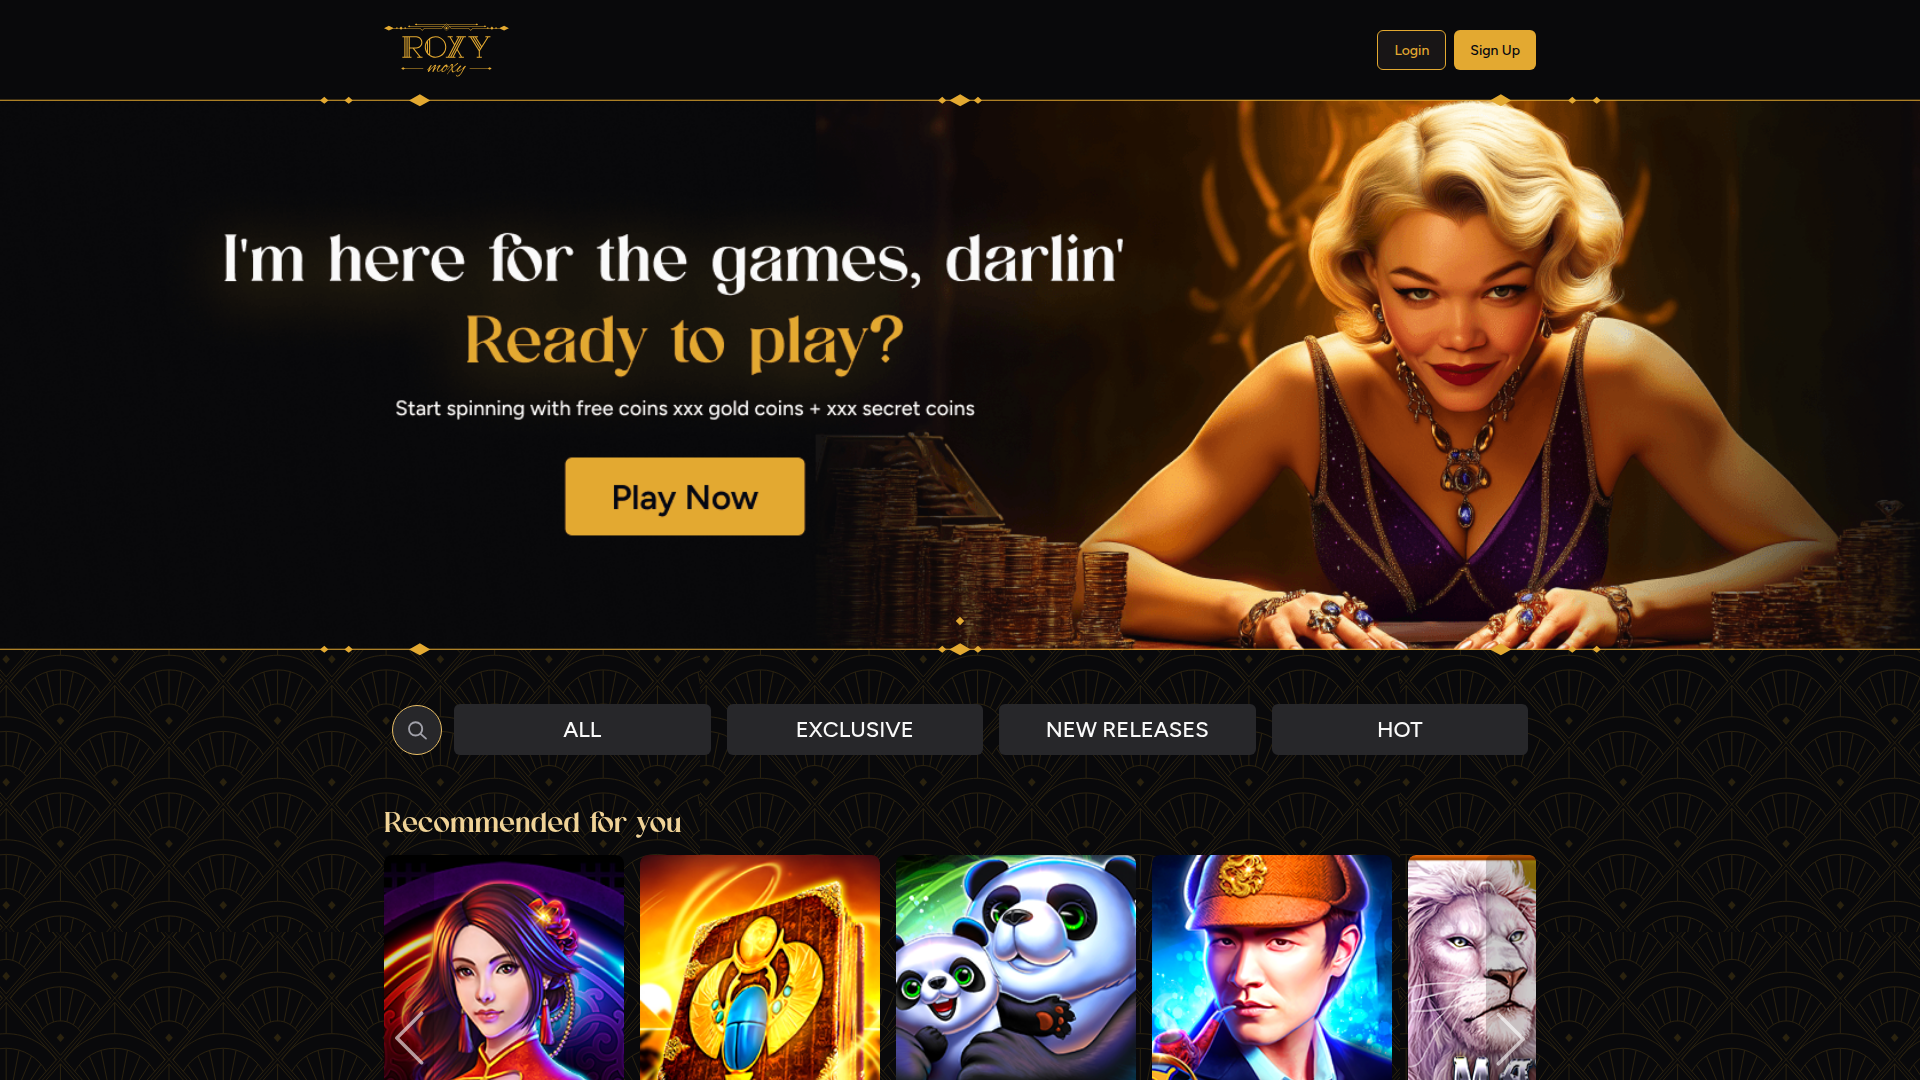 ROXY
moxy
Login
Sign Up
I'm here for the games, darlin'
Ready to play?
Start spinning with free coins xxx gold coins + xxx secret coins
Play Now
ALL
EXCLUSIVE
NEW RELEASES
HOT
Recommended for you